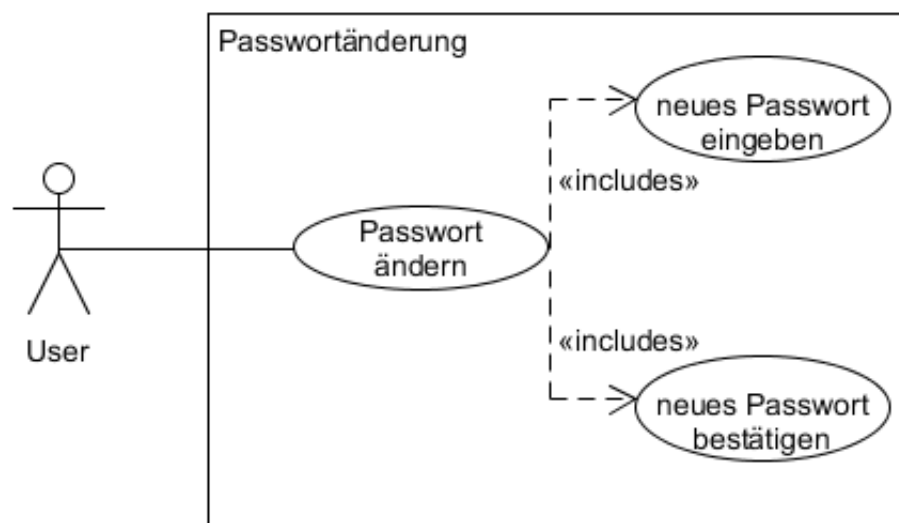 Passwortänderung
neues Passwort
eingeben
«includes»
Passwort
ändern
User
«includes»
neues Passwort
bestätigen